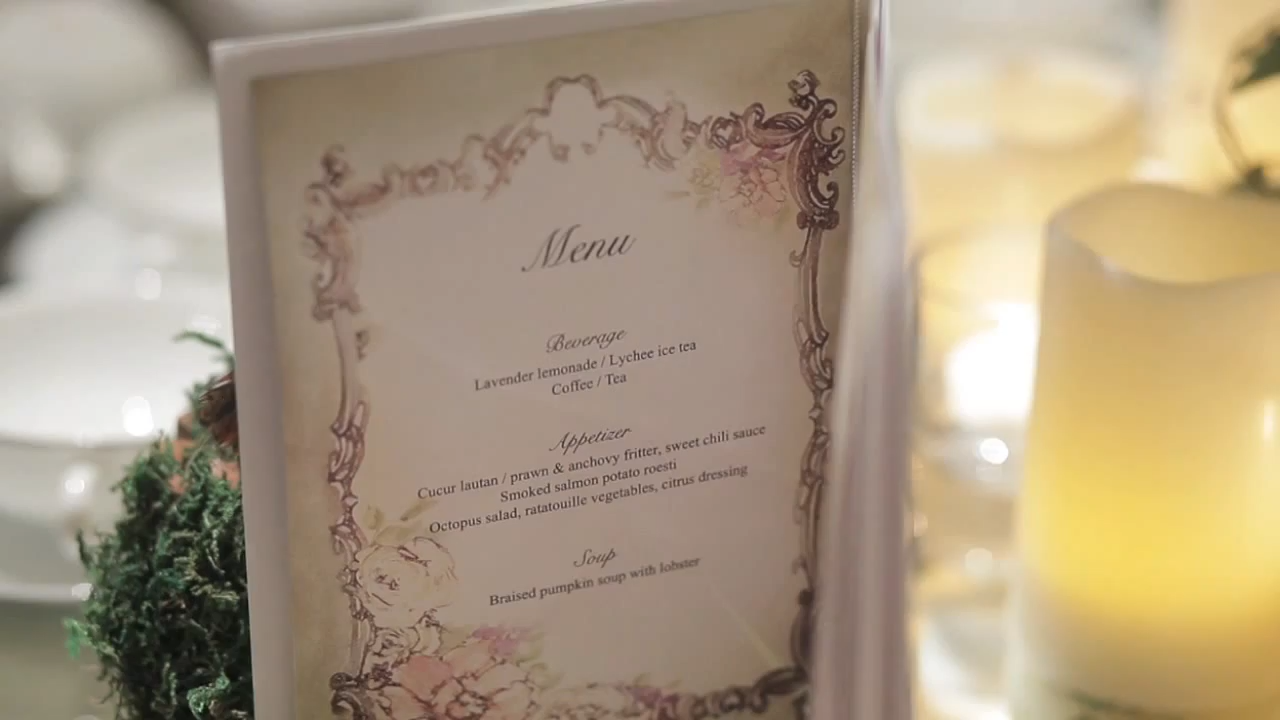 Menu
Beverage
Lavender lemonade / Lychee ice tea
Coffee / Tea
Appetizer
Cucur lautan / prawn & anchovy fritter, sweet chili sauce
Smoked salmon potato roesti
Octopus salad, ratatouille vegetables, citrus dressing
Soup
Braised pumpkin soup with lobster